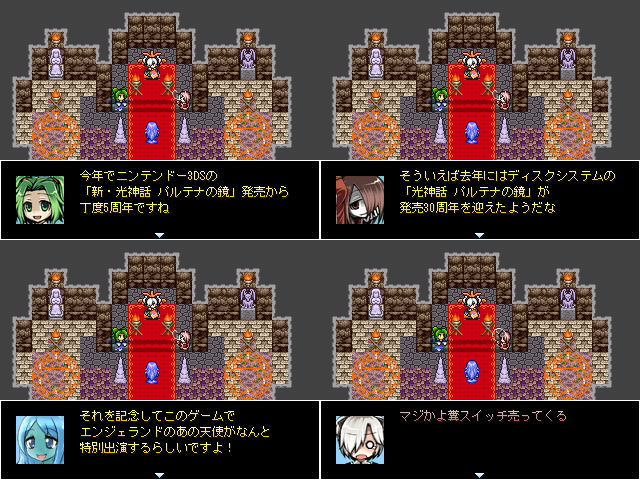 今年でニンテンドー3DSの
「新・光神話 パルテナの鏡」発売から
丁度5周年ですね
そういえば去年にはディスクシステムの
「光神話 パルテナの鏡」が
発売30周年を迎えたようだな
それを記念してこのゲームで
エンジェランドのあの天使がなんと
特別出演するらしいですよ！
マジかよ糞スイッチ売ってくる